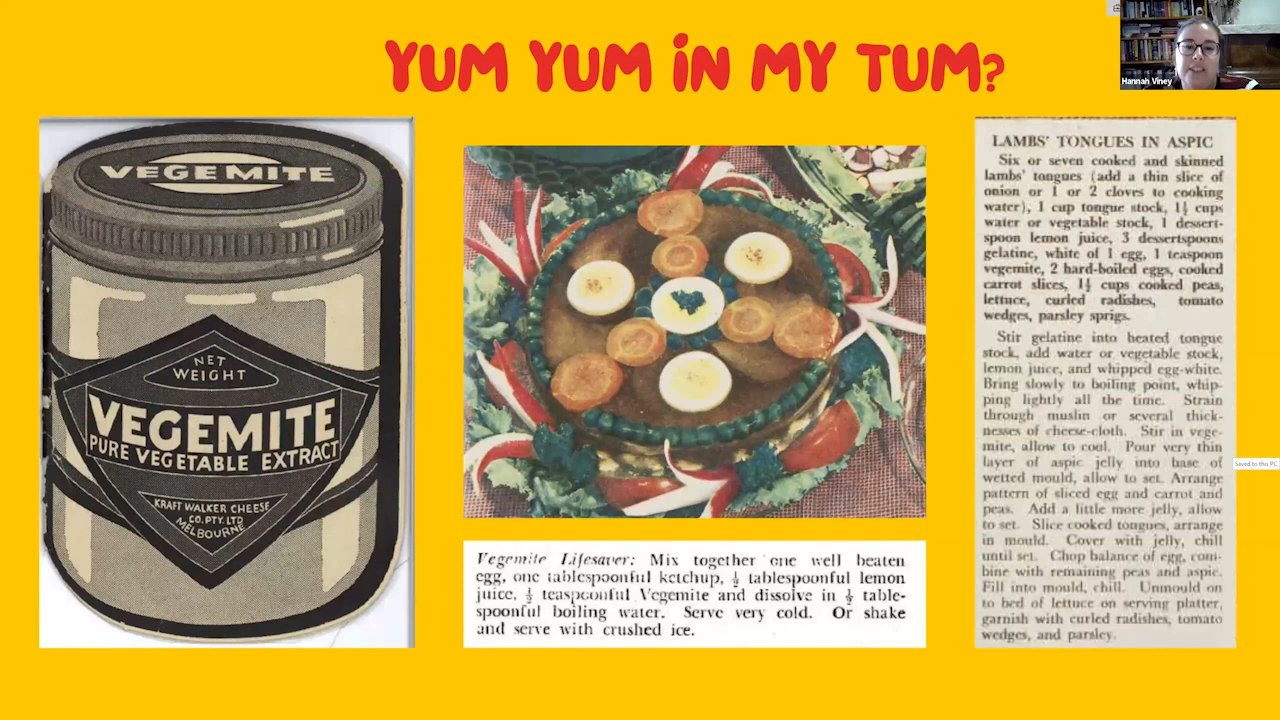 YUM YUM IN MY TUM?
Hannah Viney
VEGEMITE
NET
WEIGHT
VEGEMITE
PURE VEGETABLE EXTRACT
KRAFT WALKER CHEESE
CO. PTY. LTD
MELBOURNE
Vegemite Lifesaver: Mix together one well beaten
egg, one tablespoonful ketchup, ½ tablespoonful lemon
juice, ½ teaspoonful Vegemite and dissolve in ½ table-
spoonful boiling water. Serve very cold. Or shake
and serve with crushed ice.
LAMBS' TONGUES IN ASPIC
Six or seven cooked and skinned
lambs' tongues (add a thin slice of
onion or 1 or 2 cloves to cooking
water), 1 cup tongue stock, 1½ cups
water or vegetable stock, 1 dessert-
spoon lemon juice, 3 dessertspoons
gelatine, white of 1 egg, 1 teaspoon
vegemite, 2 hard-boiled eggs, cooked
carrot slices, 1½ cups cooked peas,
lettuce, curled radishes, tomato
wedges, parsley sprigs.
Stir gelatine into heated tongue
stock, add water or vegetable stock,
lemon juice, and whipped egg-white.
Bring slowly to boiling point, whip-
ping lightly all the time. Strain
through muslin or several thick-
nesses of cheese-cloth. Stir in vege-
mite, allow to cool. Pour very thin
layer of aspic jelly into base of
wetted mould, allow to set. Arrange
pattern of sliced egg and carrot and
peas. Add a little more jelly, allow
to set. Slice cooked tongues, arrange
in mould. Cover with jelly, chill
until set. Chop balance of egg, com-
bine with remaining peas and aspic.
Fill into mould, chill. Unmould on
to bed of lettuce on serving platter,
garnish with curled radishes, tomato
wedges, and parsley.
Saved to this PC